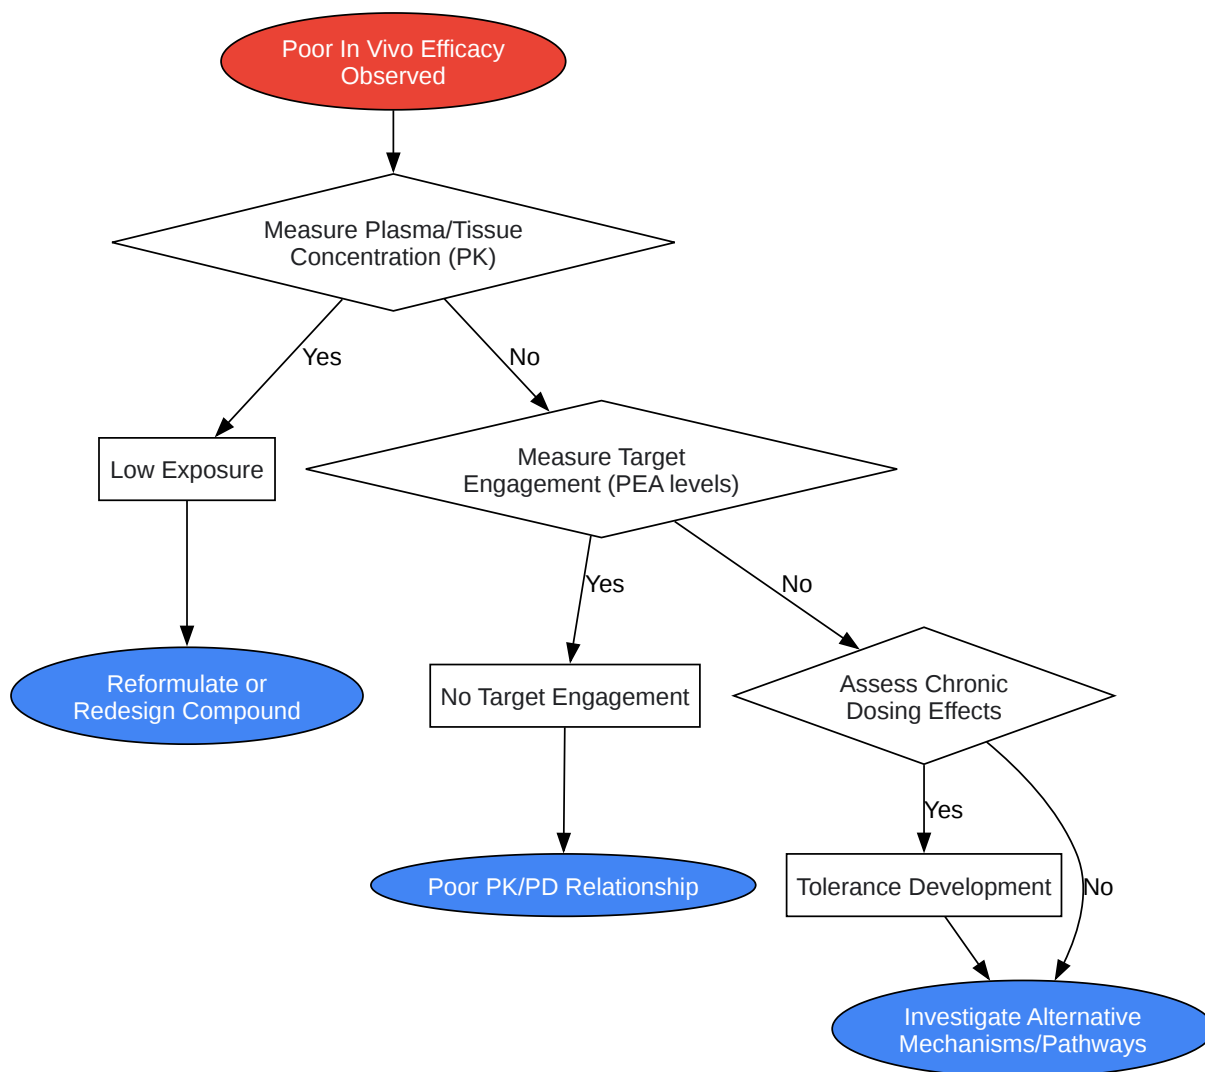 Poor In Vivo Efficacy
Observed
Measure Plasma/Tissue
Concentration (PK)
Yes
No
Low Exposure
Measure Target
Engagement (PEA levels)
Yes
No
Reformulate or
Redesign Compound
No Target Engagement
Assess Chronic
Dosing Effects
Yes
Poor PK/PD Relationship
Tolerance Development
No
Investigate Alternative
Mechanisms/Pathways